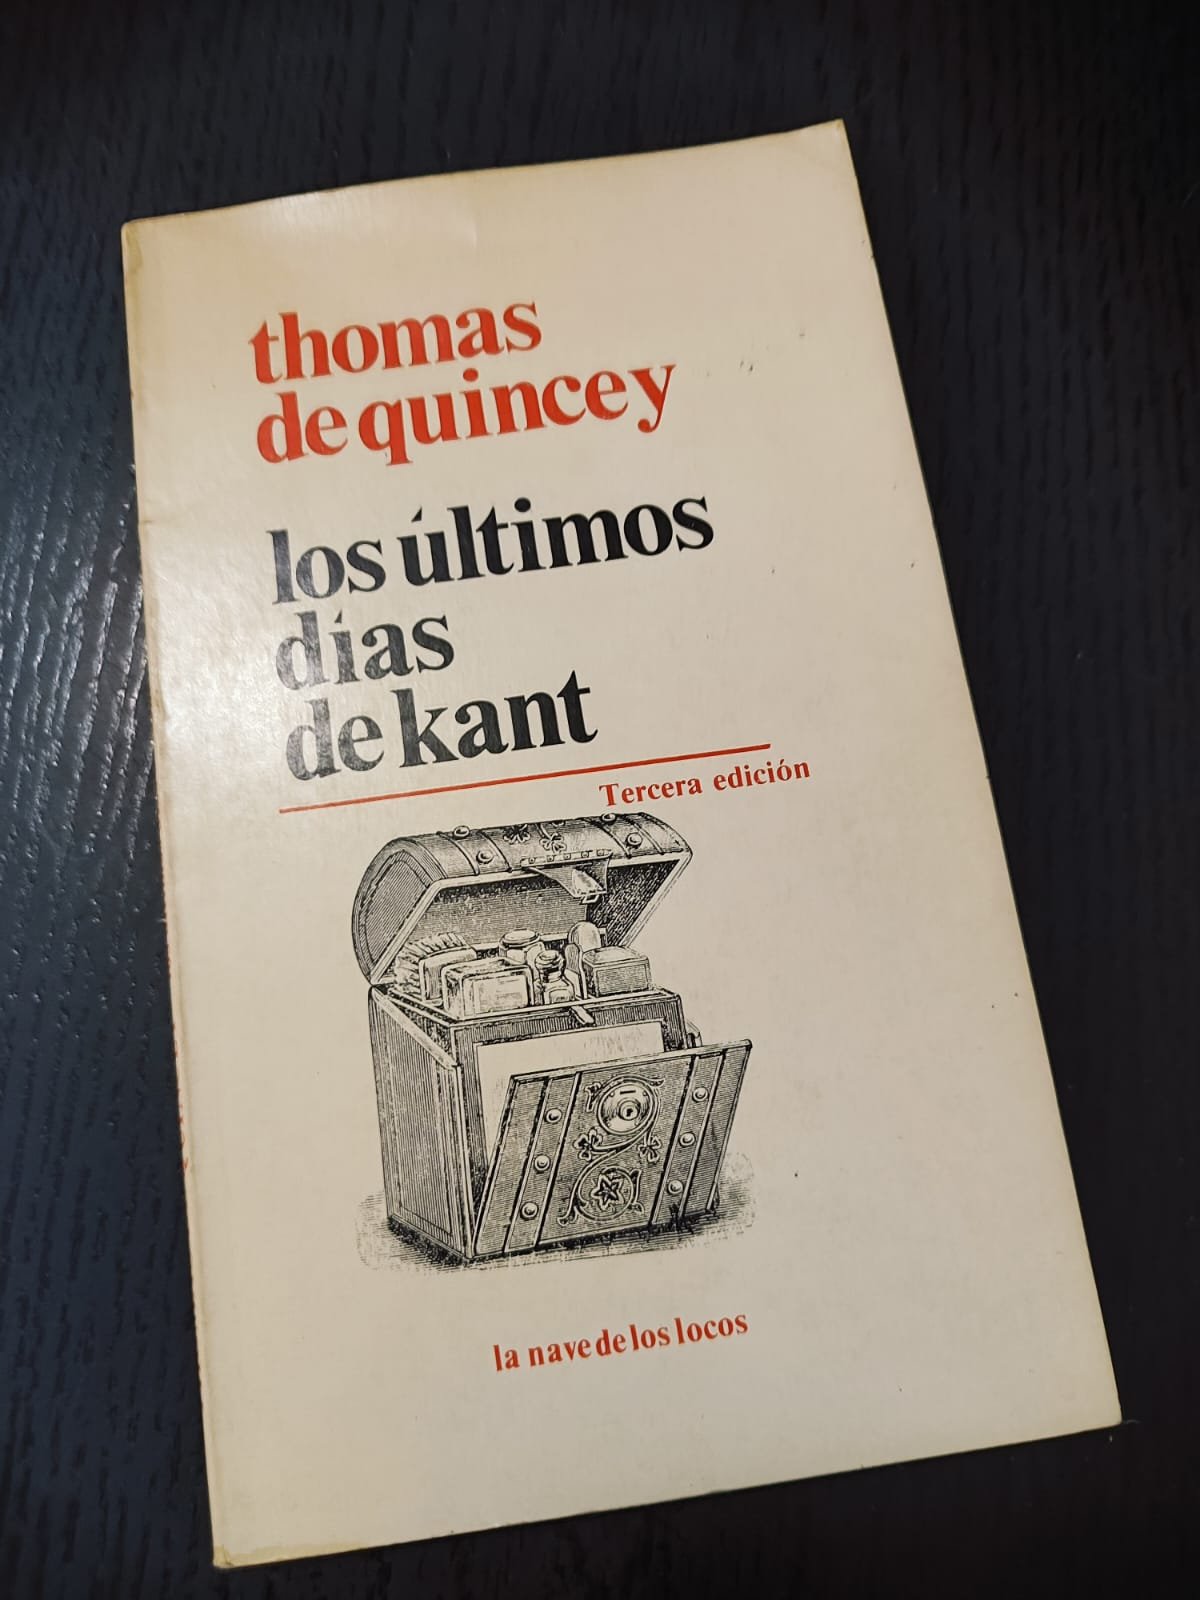 thomas
de quincey
los últimos
días
de kant
Tercera edición
la nave de los locos